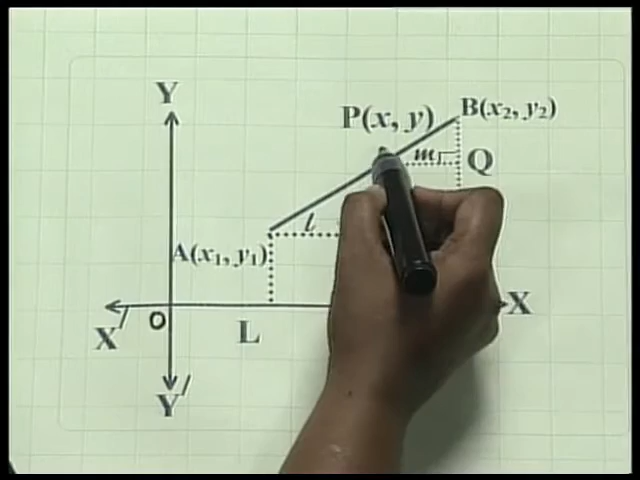 Y
P(x, y)
B(x₂, y₂)
m
Q
l
A(x₁, y₁)
X
X′
O
L
Y′